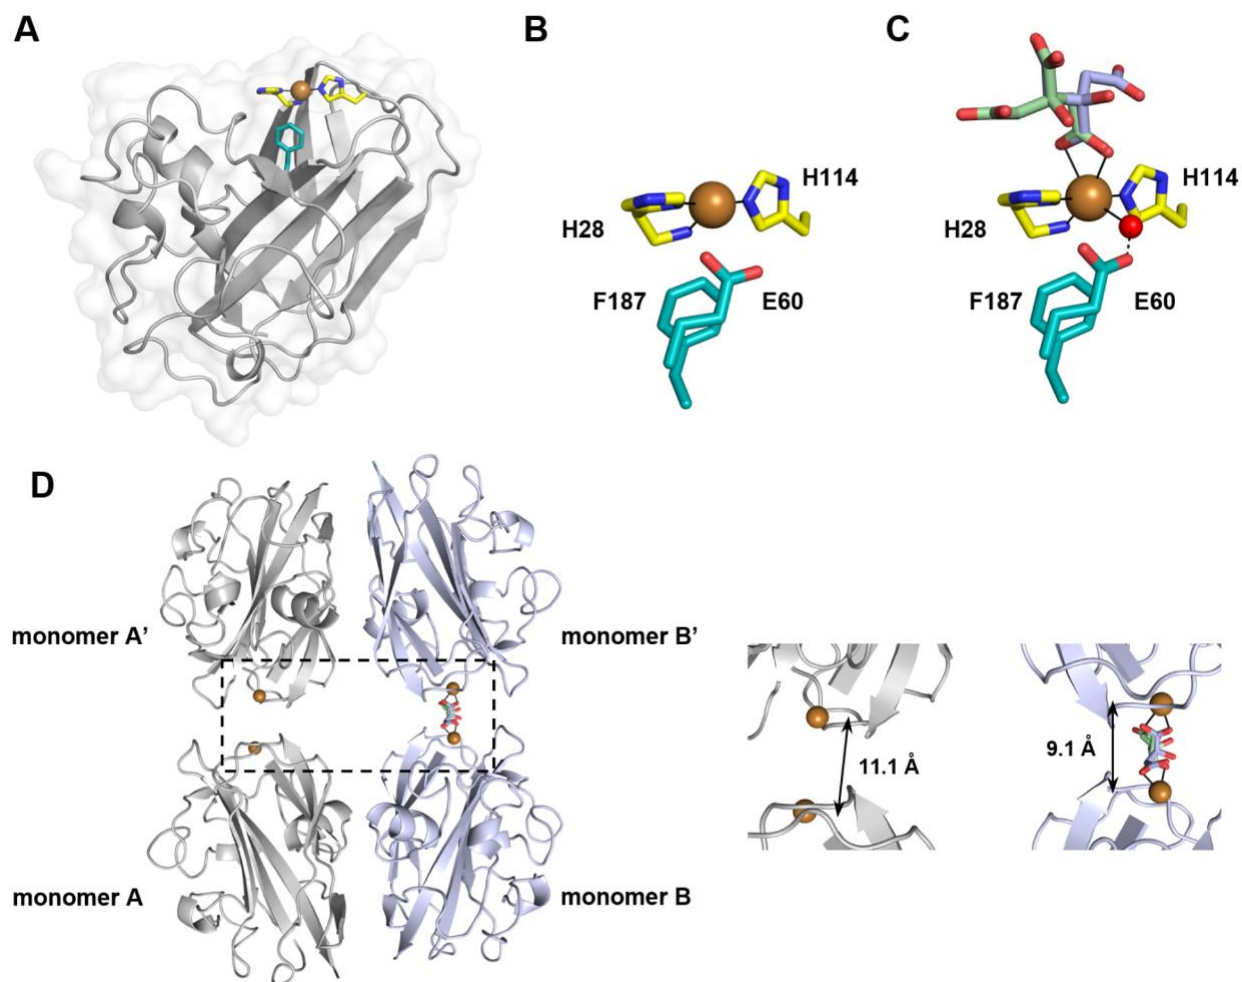 A
B
C
H114
H28
F187
E60
H114
H28
F187
E60
D
monomer A’
monomer B’
11.1 Å
9.1 Å
monomer A
monomer B